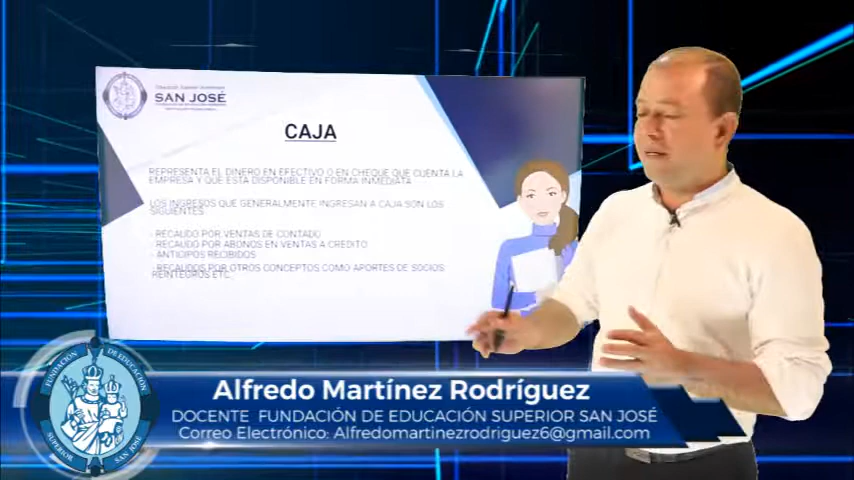 Educación Superior Auténtica
SAN JOSÉ
CAJA
REPRESENTA EL DINERO EN EFECTIVO O EN CHEQUE QUE CUENTA LA
EMPRESA Y QUE ESTÁ DISPONIBLE EN FORMA INMEDIATA
LOS INGRESOS QUE GENERALMENTE INGRESAN A CAJA SON LOS
SIGUIENTES:
- RECAUDO POR VENTAS DE CONTADO
- RECAUDO POR ABONOS EN VENTAS A CREDITO
- ANTICIPOS RECIBIDOS
- RECAUDOS POR OTROS CONCEPTOS COMO APORTES DE SOCIOS
REINTEGROS ETC.
FUNDACIÓN DE EDUCACIÓN
SUPERIOR SAN JOSÉ
Alfredo Martínez Rodríguez
DOCENTE FUNDACIÓN DE EDUCACIÓN SUPERIOR SAN JOSÉ
Correo Electrónico: Alfredomartinezrodriguez6@gmail.com